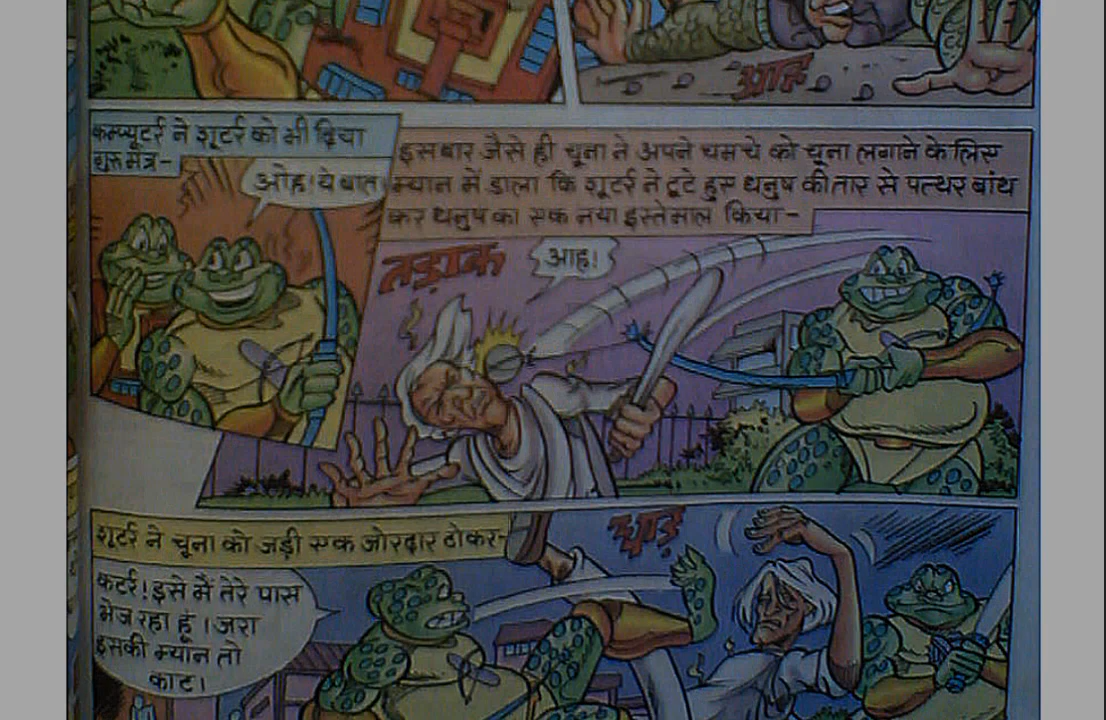 आह
कम्प्यूटर्र ने शूटर्र को भी दिया
गुरुमंत्र-
ओह! ये बात।
इस बार जैसे ही चूना ने अपने चमचे को चूना लगाने के लिए
म्यान में डाला कि शूटर्र ने टूटे हुए धनुष की तार से पत्थर बांध
कर धनुष का एक नया इस्तेमाल किया-
तड़ाक
आह!
शूटर्र ने चूना को जड़ी एक जोरदार ठोकर-
धाड़
कटर्र! इसे मैं तेरे पास
भेज रहा हूं। जरा
इसकी म्यान तो
काट।